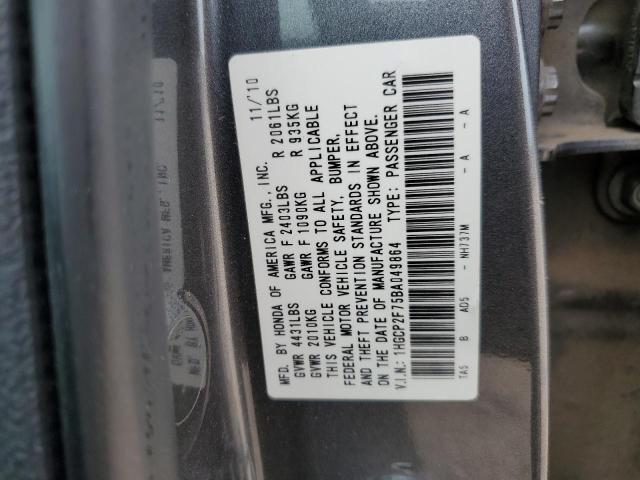 MFD. BY HONDA OF AMERICA MFG., INC. 11/10
GVWR 4431LBS GAWR F 2403LBS R 2061LBS
GVWR 2010KG GAWR F 1090KG R 935KG
THIS VEHICLE CONFORMS TO ALL APPLICABLE
FEDERAL MOTOR VEHICLE SAFETY, BUMPER,
AND THEFT PREVENTION STANDARDS IN EFFECT
ON THE DATE OF MANUFACTURE SHOWN ABOVE.
V.I.N.: 1HGCP2F75BA049864 TYPE: PASSENGER CAR
TA5 B AD5 - NH737M - A - A